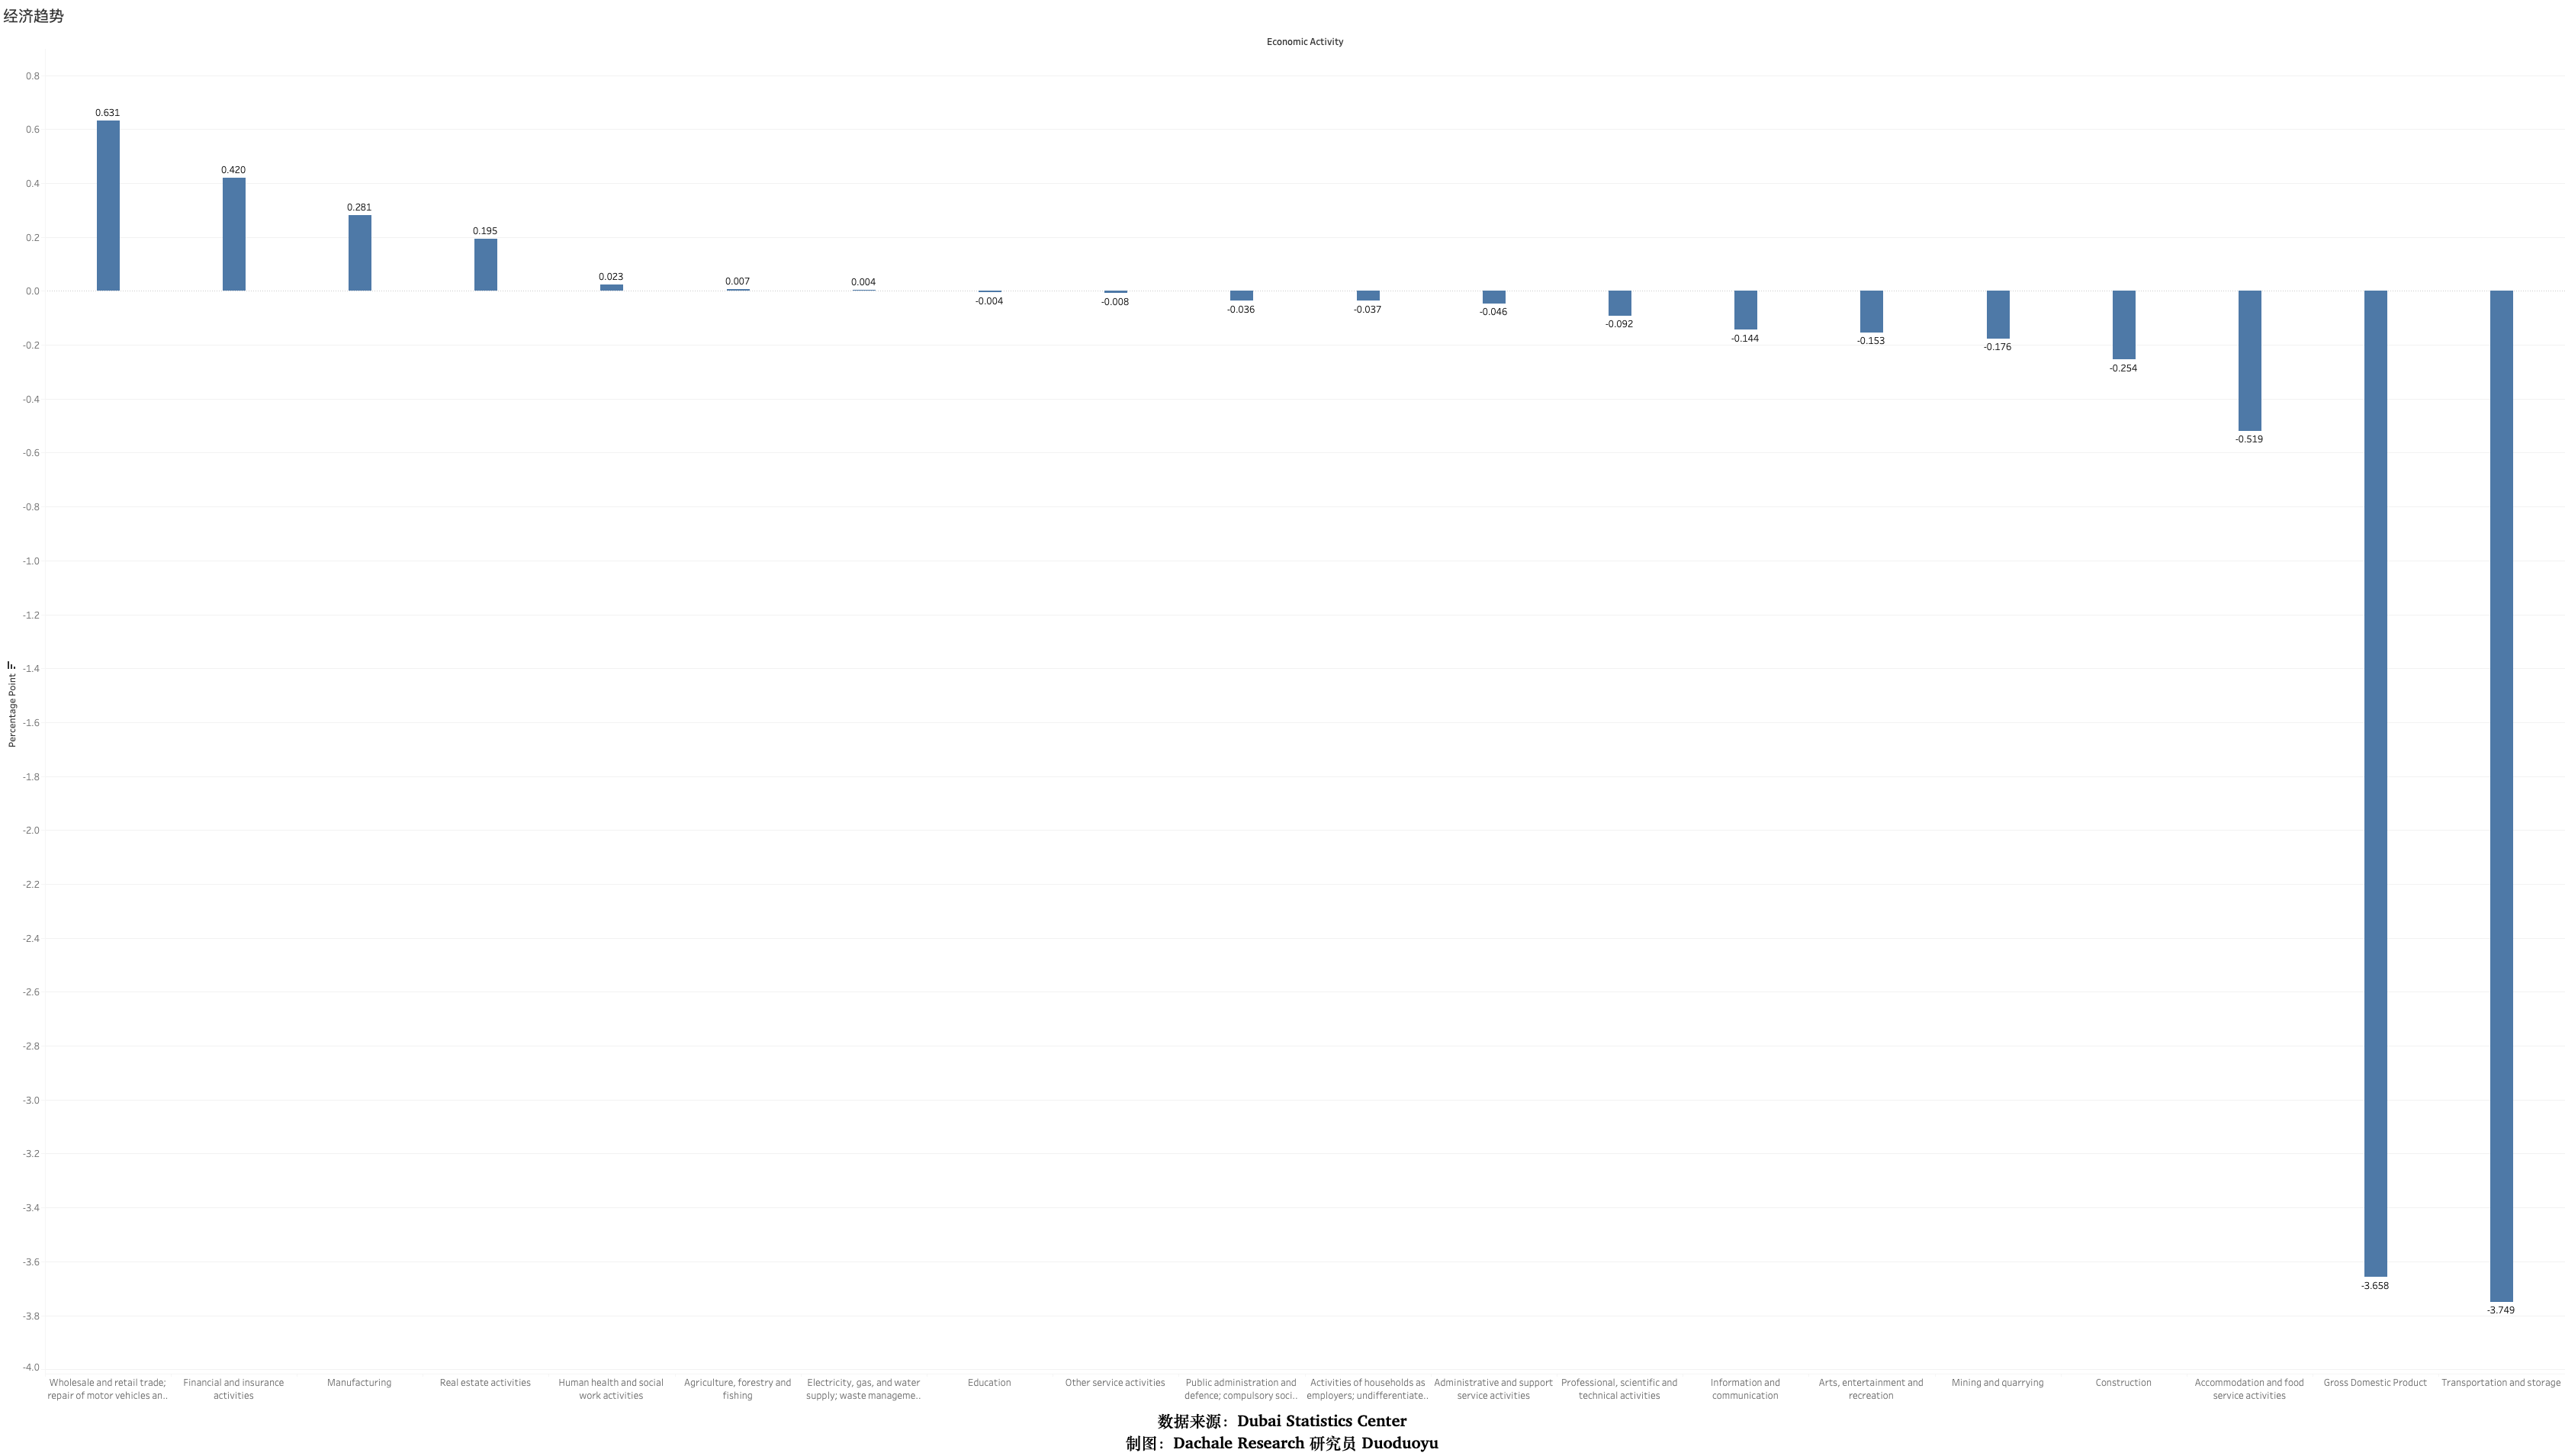 经济趋势
Economic Activity
0.8
0.6
0.4
0.2
0.0
-0.2
-0.4
-0.6
-0.8
-1.0
-1.2
-1.4
-1.6
-1.8
-2.0
-2.2
-2.4
-2.6
-2.8
-3.0
-3.2
-3.4
-3.6
-3.8
-4.0
Percentage Point
0.631
0.420
0.281
0.195
0.023
0.007
0.004
-0.004
-0.008
-0.036
-0.037
-0.046
-0.092
-0.144
-0.153
-0.176
-0.254
-0.519
-3.658
-3.749
Wholesale and retail trade;
repair of motor vehicles an..
Financial and insurance
activities
Manufacturing
Real estate activities
Human health and social
work activities
Agriculture, forestry and
fishing
Electricity, gas, and water
supply; waste manageme..
Education
Other service activities
Public administration and
defence; compulsory soci..
Activities of households as
employers; undifferentiate..
Administrative and support
service activities
Professional, scientific and
technical activities
Information and
communication
Arts, entertainment and
recreation
Mining and quarrying
Construction
Accommodation and food
service activities
Gross Domestic Product
Transportation and storage
数据来源：Dubai Statistics Center
制图：Dachale Research 研究员 Duoduoyu